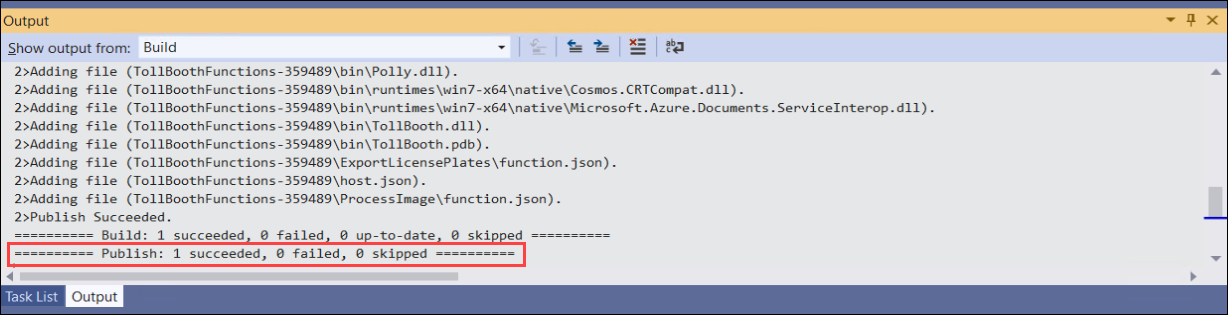 Output
Show output from: Build
2>Adding file (TollBoothFunctions-359489\bin\Polly.dll).
2>Adding file (TollBoothFunctions-359489\bin\runtimes\win7-x64\native\Cosmos.CRTCompat.dll).
2>Adding file (TollBoothFunctions-359489\bin\runtimes\win7-x64\native\Microsoft.Azure.Documents.ServiceInterop.dll).
2>Adding file (TollBoothFunctions-359489\bin\TollBooth.dll).
2>Adding file (TollBoothFunctions-359489\bin\TollBooth.pdb).
2>Adding file (TollBoothFunctions-359489\ExportLicensePlates\function.json).
2>Adding file (TollBoothFunctions-359489\host.json).
2>Adding file (TollBoothFunctions-359489\ProcessImage\function.json).
2>Publish Succeeded.
========== Build: 1 succeeded, 0 failed, 0 up-to-date, 0 skipped ==========
========== Publish: 1 succeeded, 0 failed, 0 skipped ==========
Task List Output